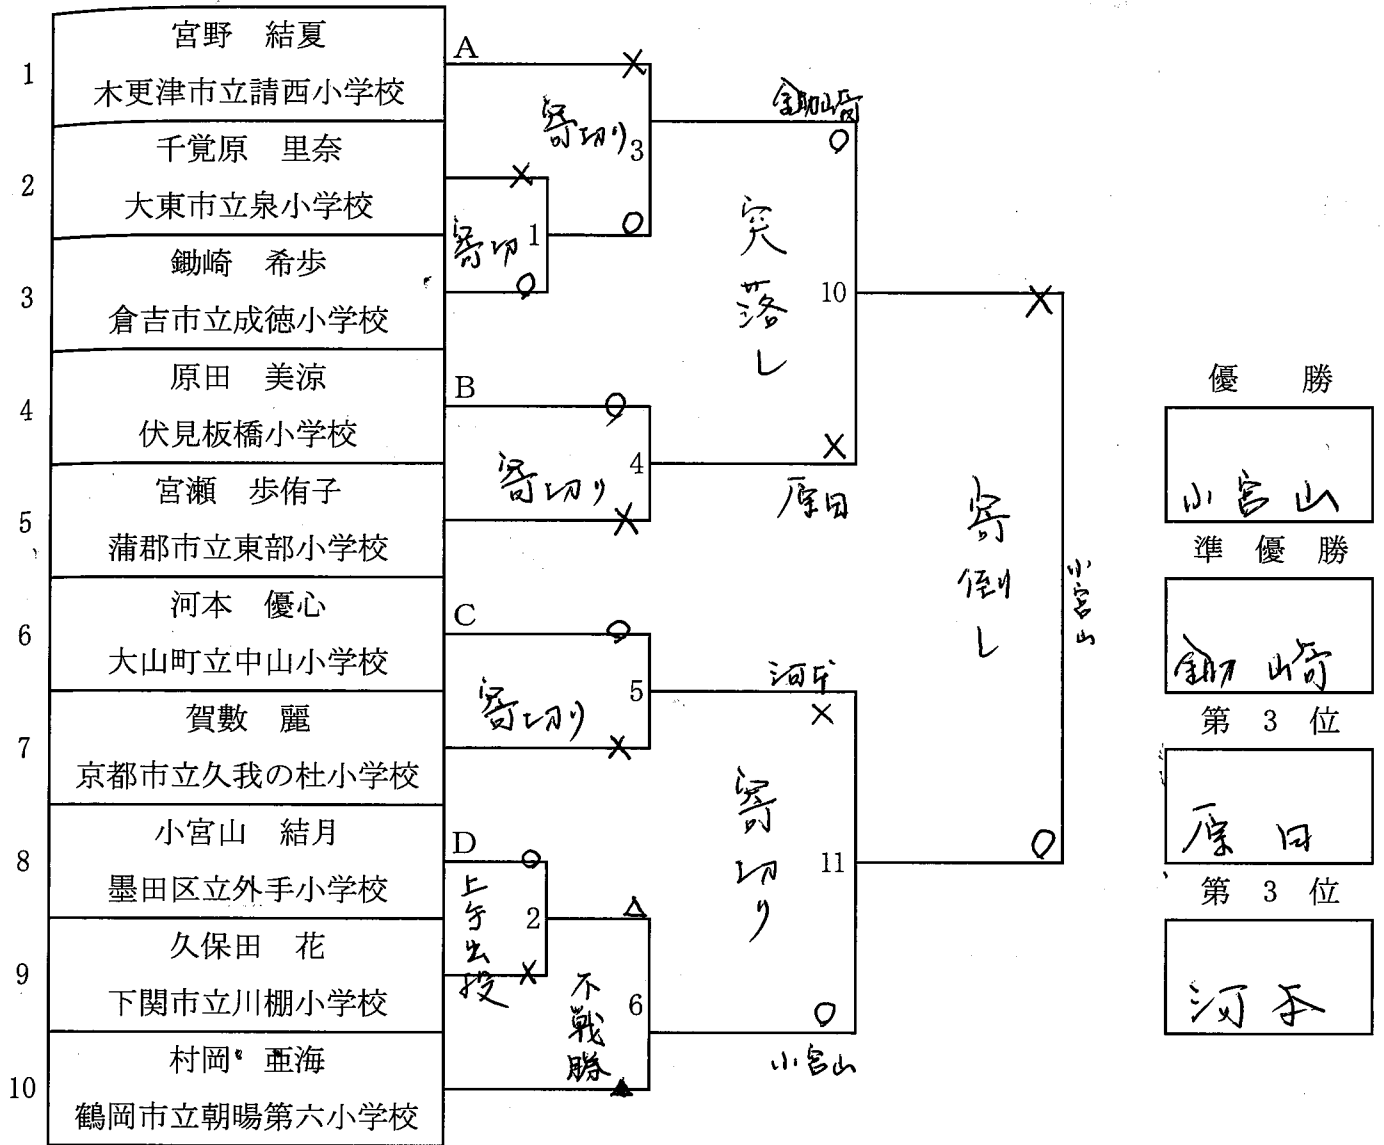 1
宮野 結夏
木更津市立請西小学校
2
千覚原 里奈
大東市立泉小学校
3
鋤崎 希歩
倉吉市立成徳小学校
4
原田 美涼
伏見板橋小学校
5
宮瀬 歩侑子
蒲郡市立東部小学校
6
河本 優心
大山町立中山小学校
7
賀數 麗
京都市立久我の杜小学校
8
小宮山 結月
墨田区立外手小学校
9
久保田 花
下関市立川棚小学校
10
村岡 亜海
鶴岡市立朝暘第六小学校
A
×
寄切り 3
○
×
寄切 1
○
B
○
寄切り 4
×
C
○
寄切り 5
×
D
○
上手出投 2
×
△
不戦勝 6
▲
鋤崎
○
突落し 10
×
原田
河本
×
寄切り 11
○
小宮山
×
寄倒し
小宮山
○
優 勝
小宮山
準 優 勝
鋤崎
第 3 位
原田
第 3 位
河本